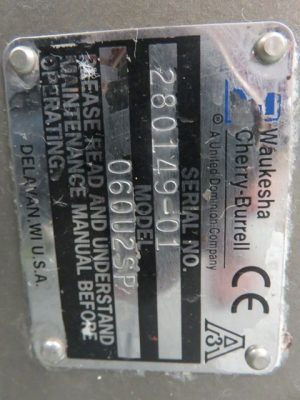 Waukesha
Cherry-Burrell
® A United Dominion Company
CE
SERIAL NO.
280149-01
MODEL
060U2SP
PLEASE READ AND UNDERSTAND
MAINTENANCE MANUAL BEFORE
OPERATING.
DELAVAN, WI U.S.A.
3
A